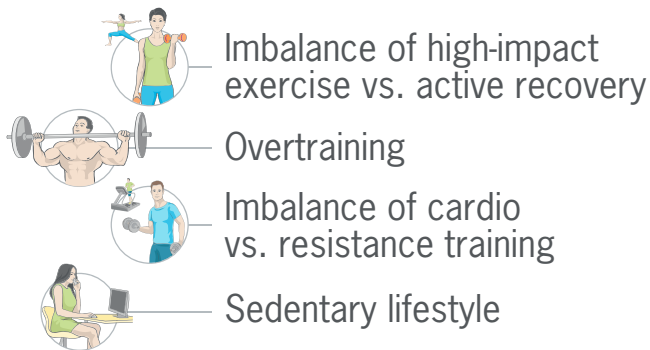 Imbalance of high-impact
exercise vs. active recovery
Overtraining
Imbalance of cardio
vs. resistance training
Sedentary lifestyle